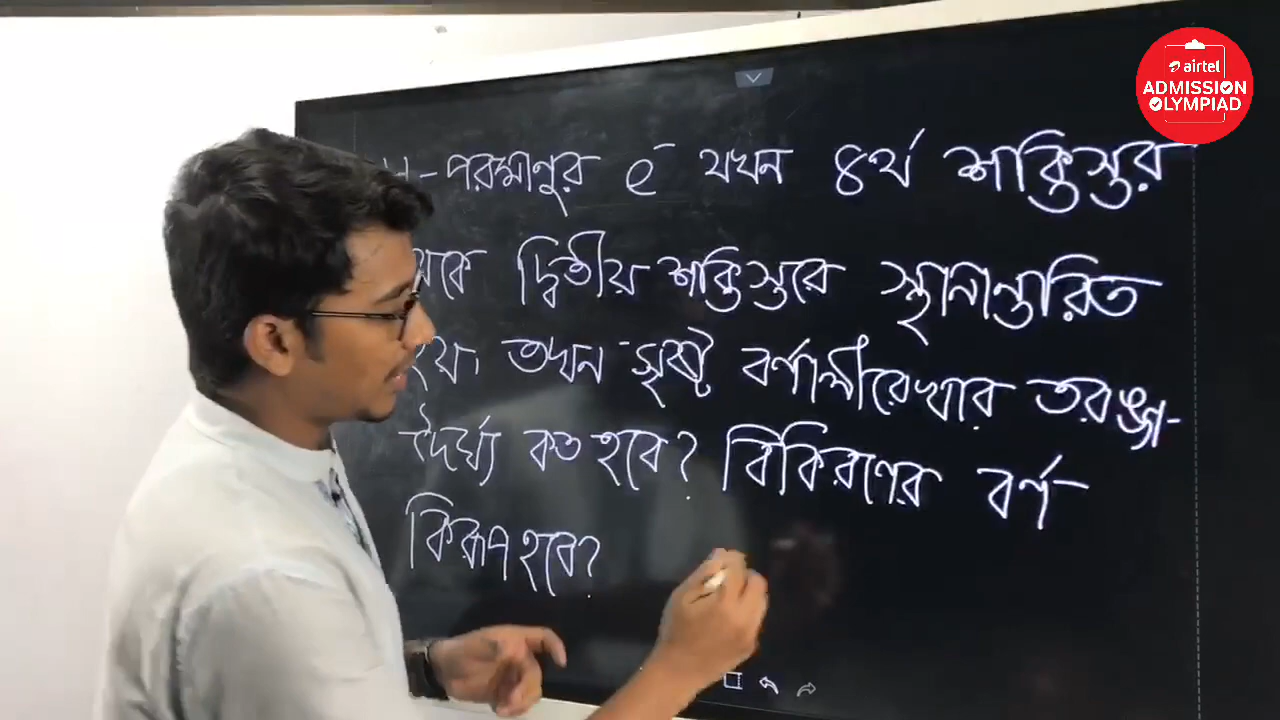 airtel
ADMISSION
OLYMPIAD
-পরমাণুর e⁻ যখন ৪র্থ শক্তিস্তর
দ্বিতীয় শক্তিস্তরে স্থানান্তরিত
তখন সৃষ্ট বর্ণালীরেখার তরঙ্গ-
দৈর্ঘ্য কত হবে? বিকিরণের বর্ণ
কিরূপ হবে?